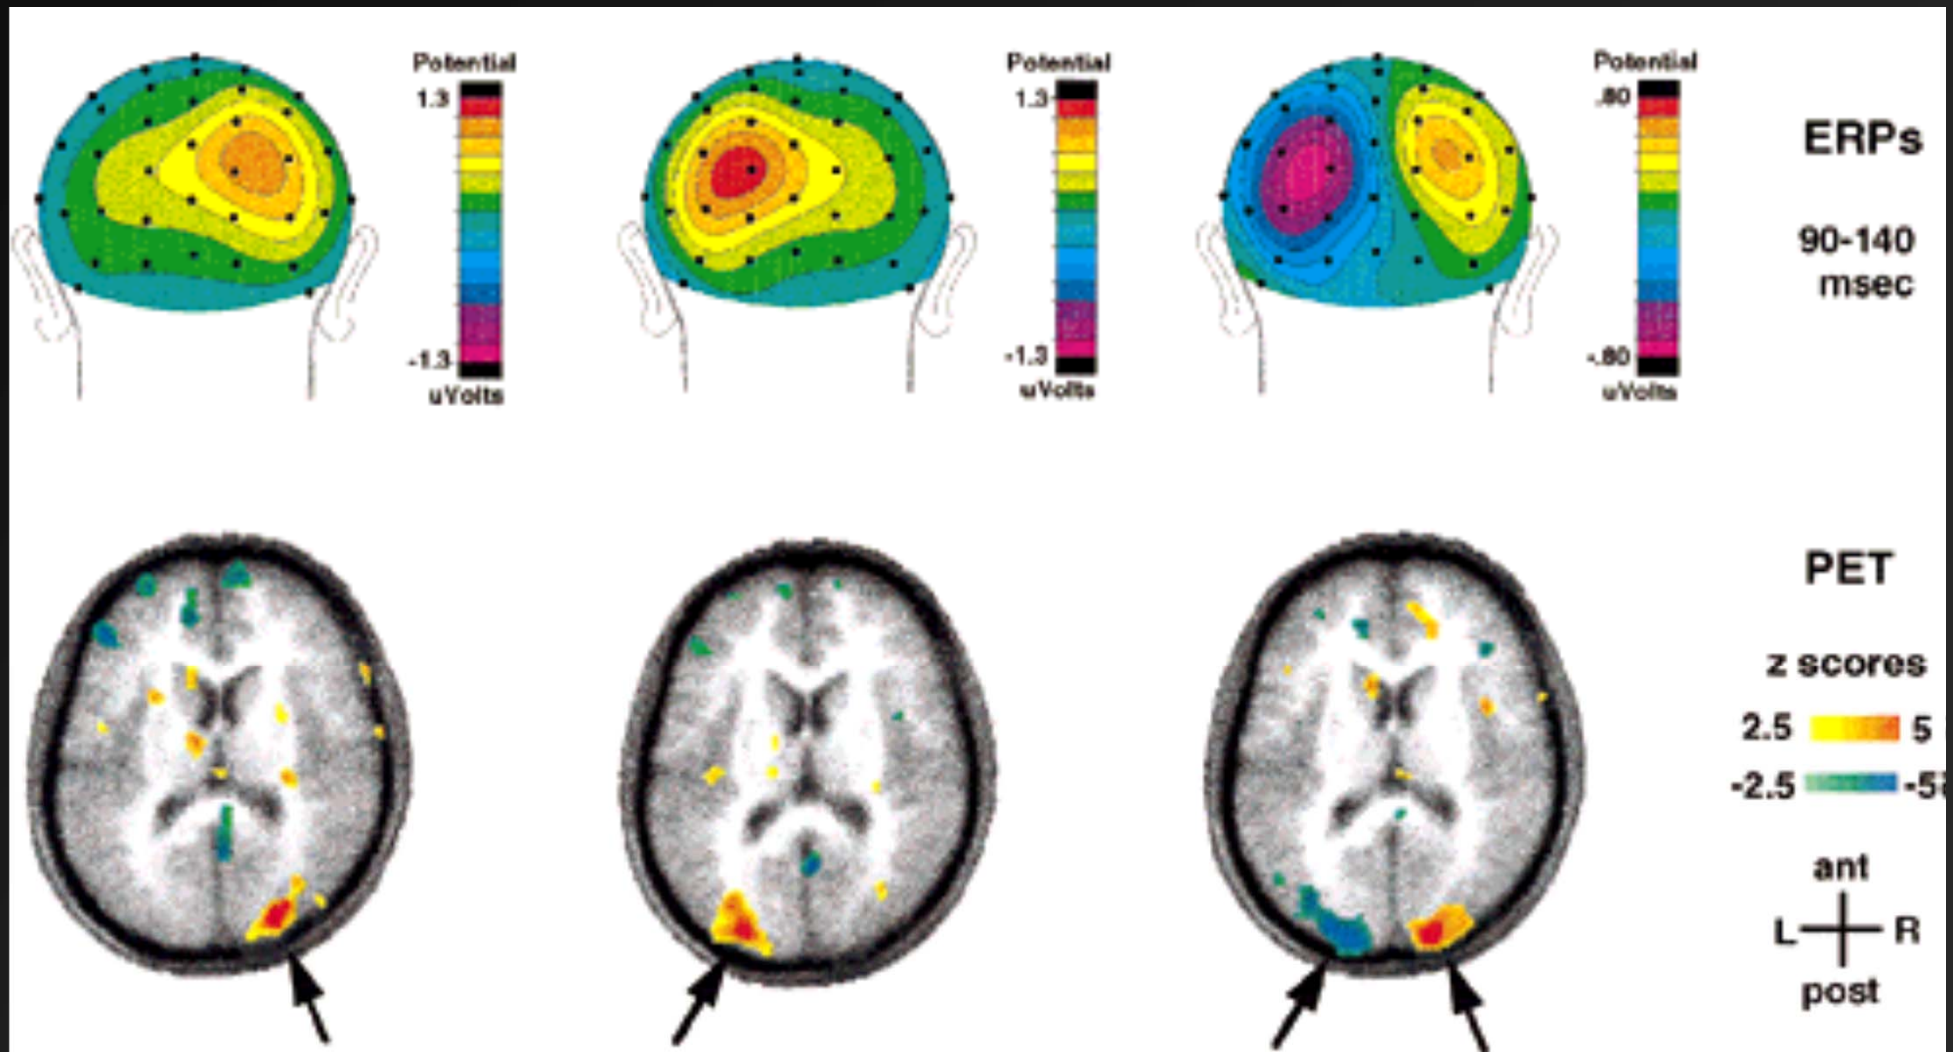 Potential
1.3
-1.3
uVolts
Potential
1.3
-1.3
uVolts
Potential
.80
-.80
uVolts
ERPs
90-140
msec
PET
z scores
2.5 5
-2.5
ant
L R
post